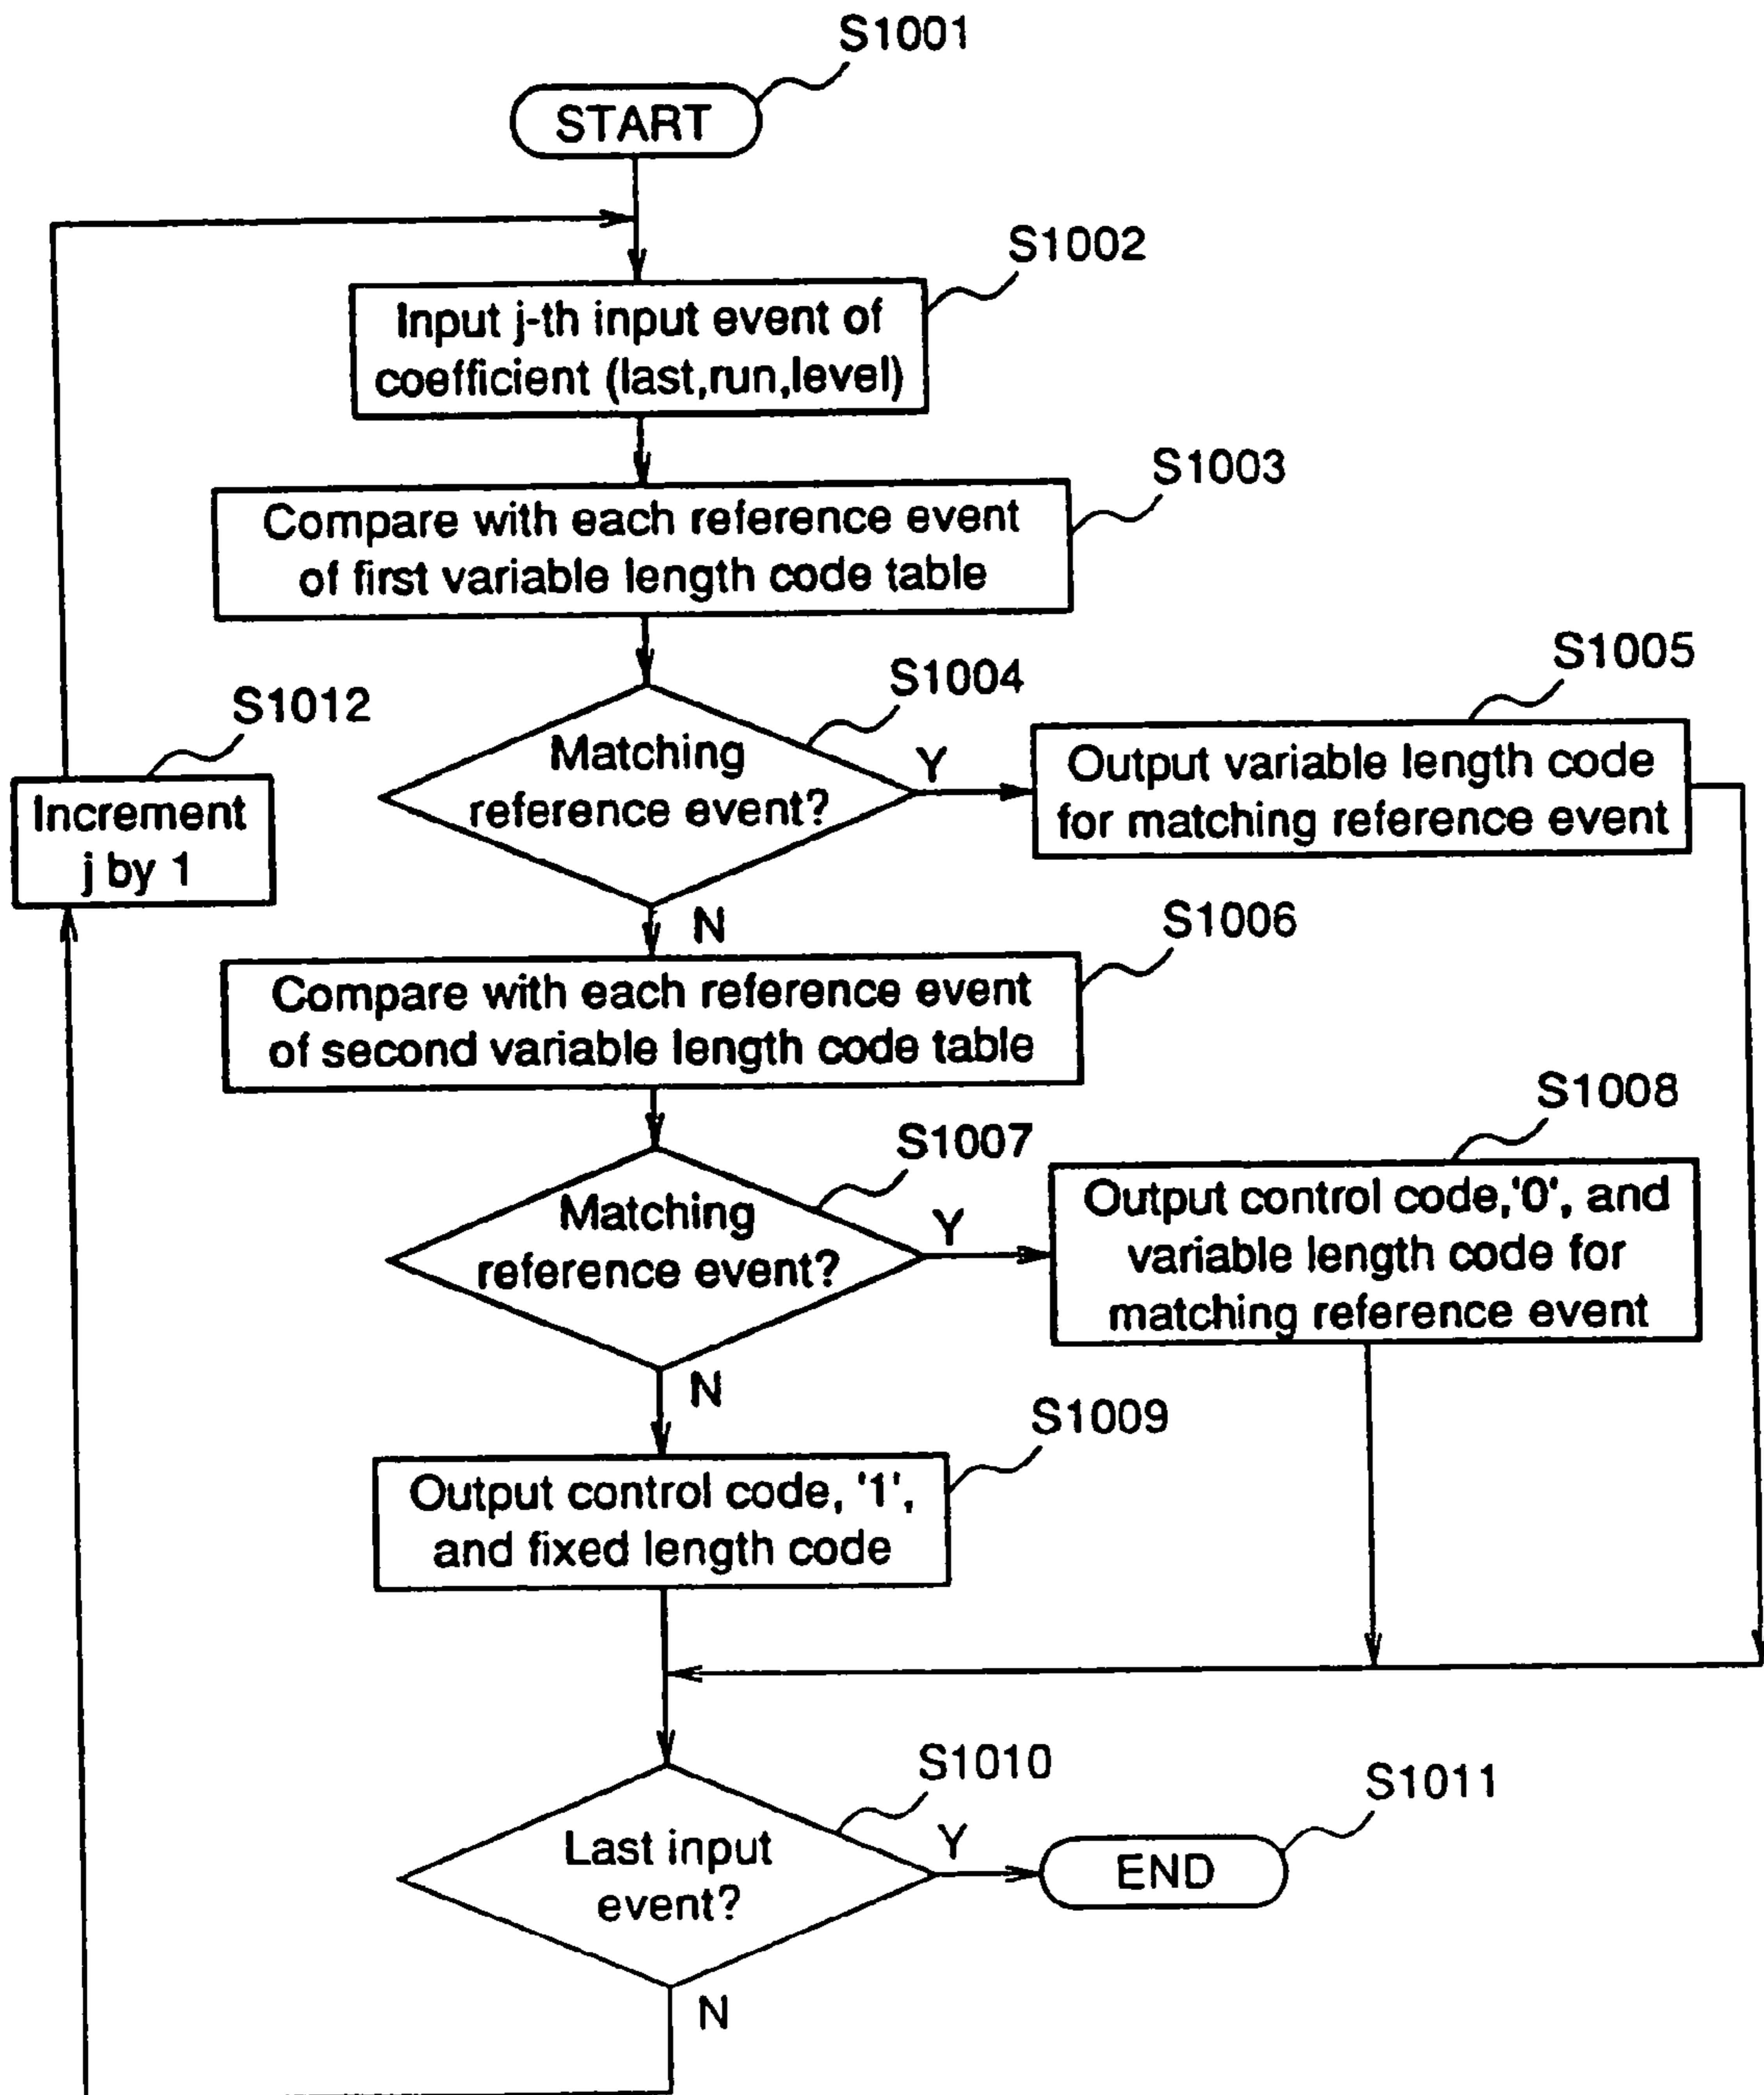 S1001
START
S1002
Input j-th input event of
coefficient (last,run,level)
S1003
Compare with each reference event
of first variable length code table
S1004
Matching
reference event?
Y
S1005
Output variable length code
for matching reference event
S1012
Increment
j by 1
N
S1006
Compare with each reference event
of second variable length code table
S1007
Matching
reference event?
Y
S1008
Output control code,'0', and
variable length code for
matching reference event
N
S1009
Output control code, '1',
and fixed length code
S1010
Last input
event?
Y
S1011
END
N